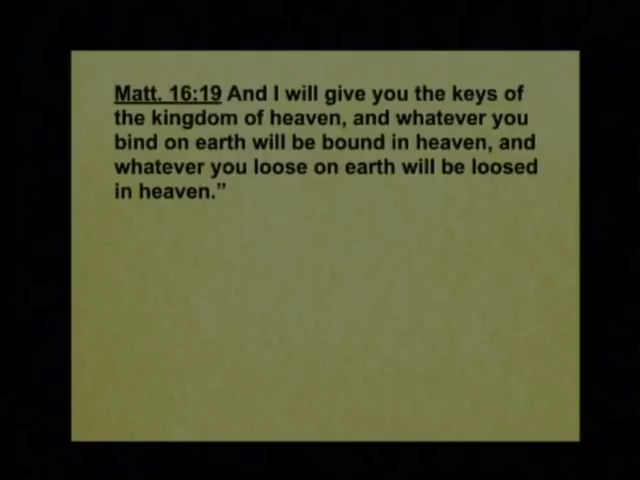 Matt. 16:19 And I will give you the keys of
the kingdom of heaven, and whatever you
bind on earth will be bound in heaven, and
whatever you loose on earth will be loosed
in heaven.”